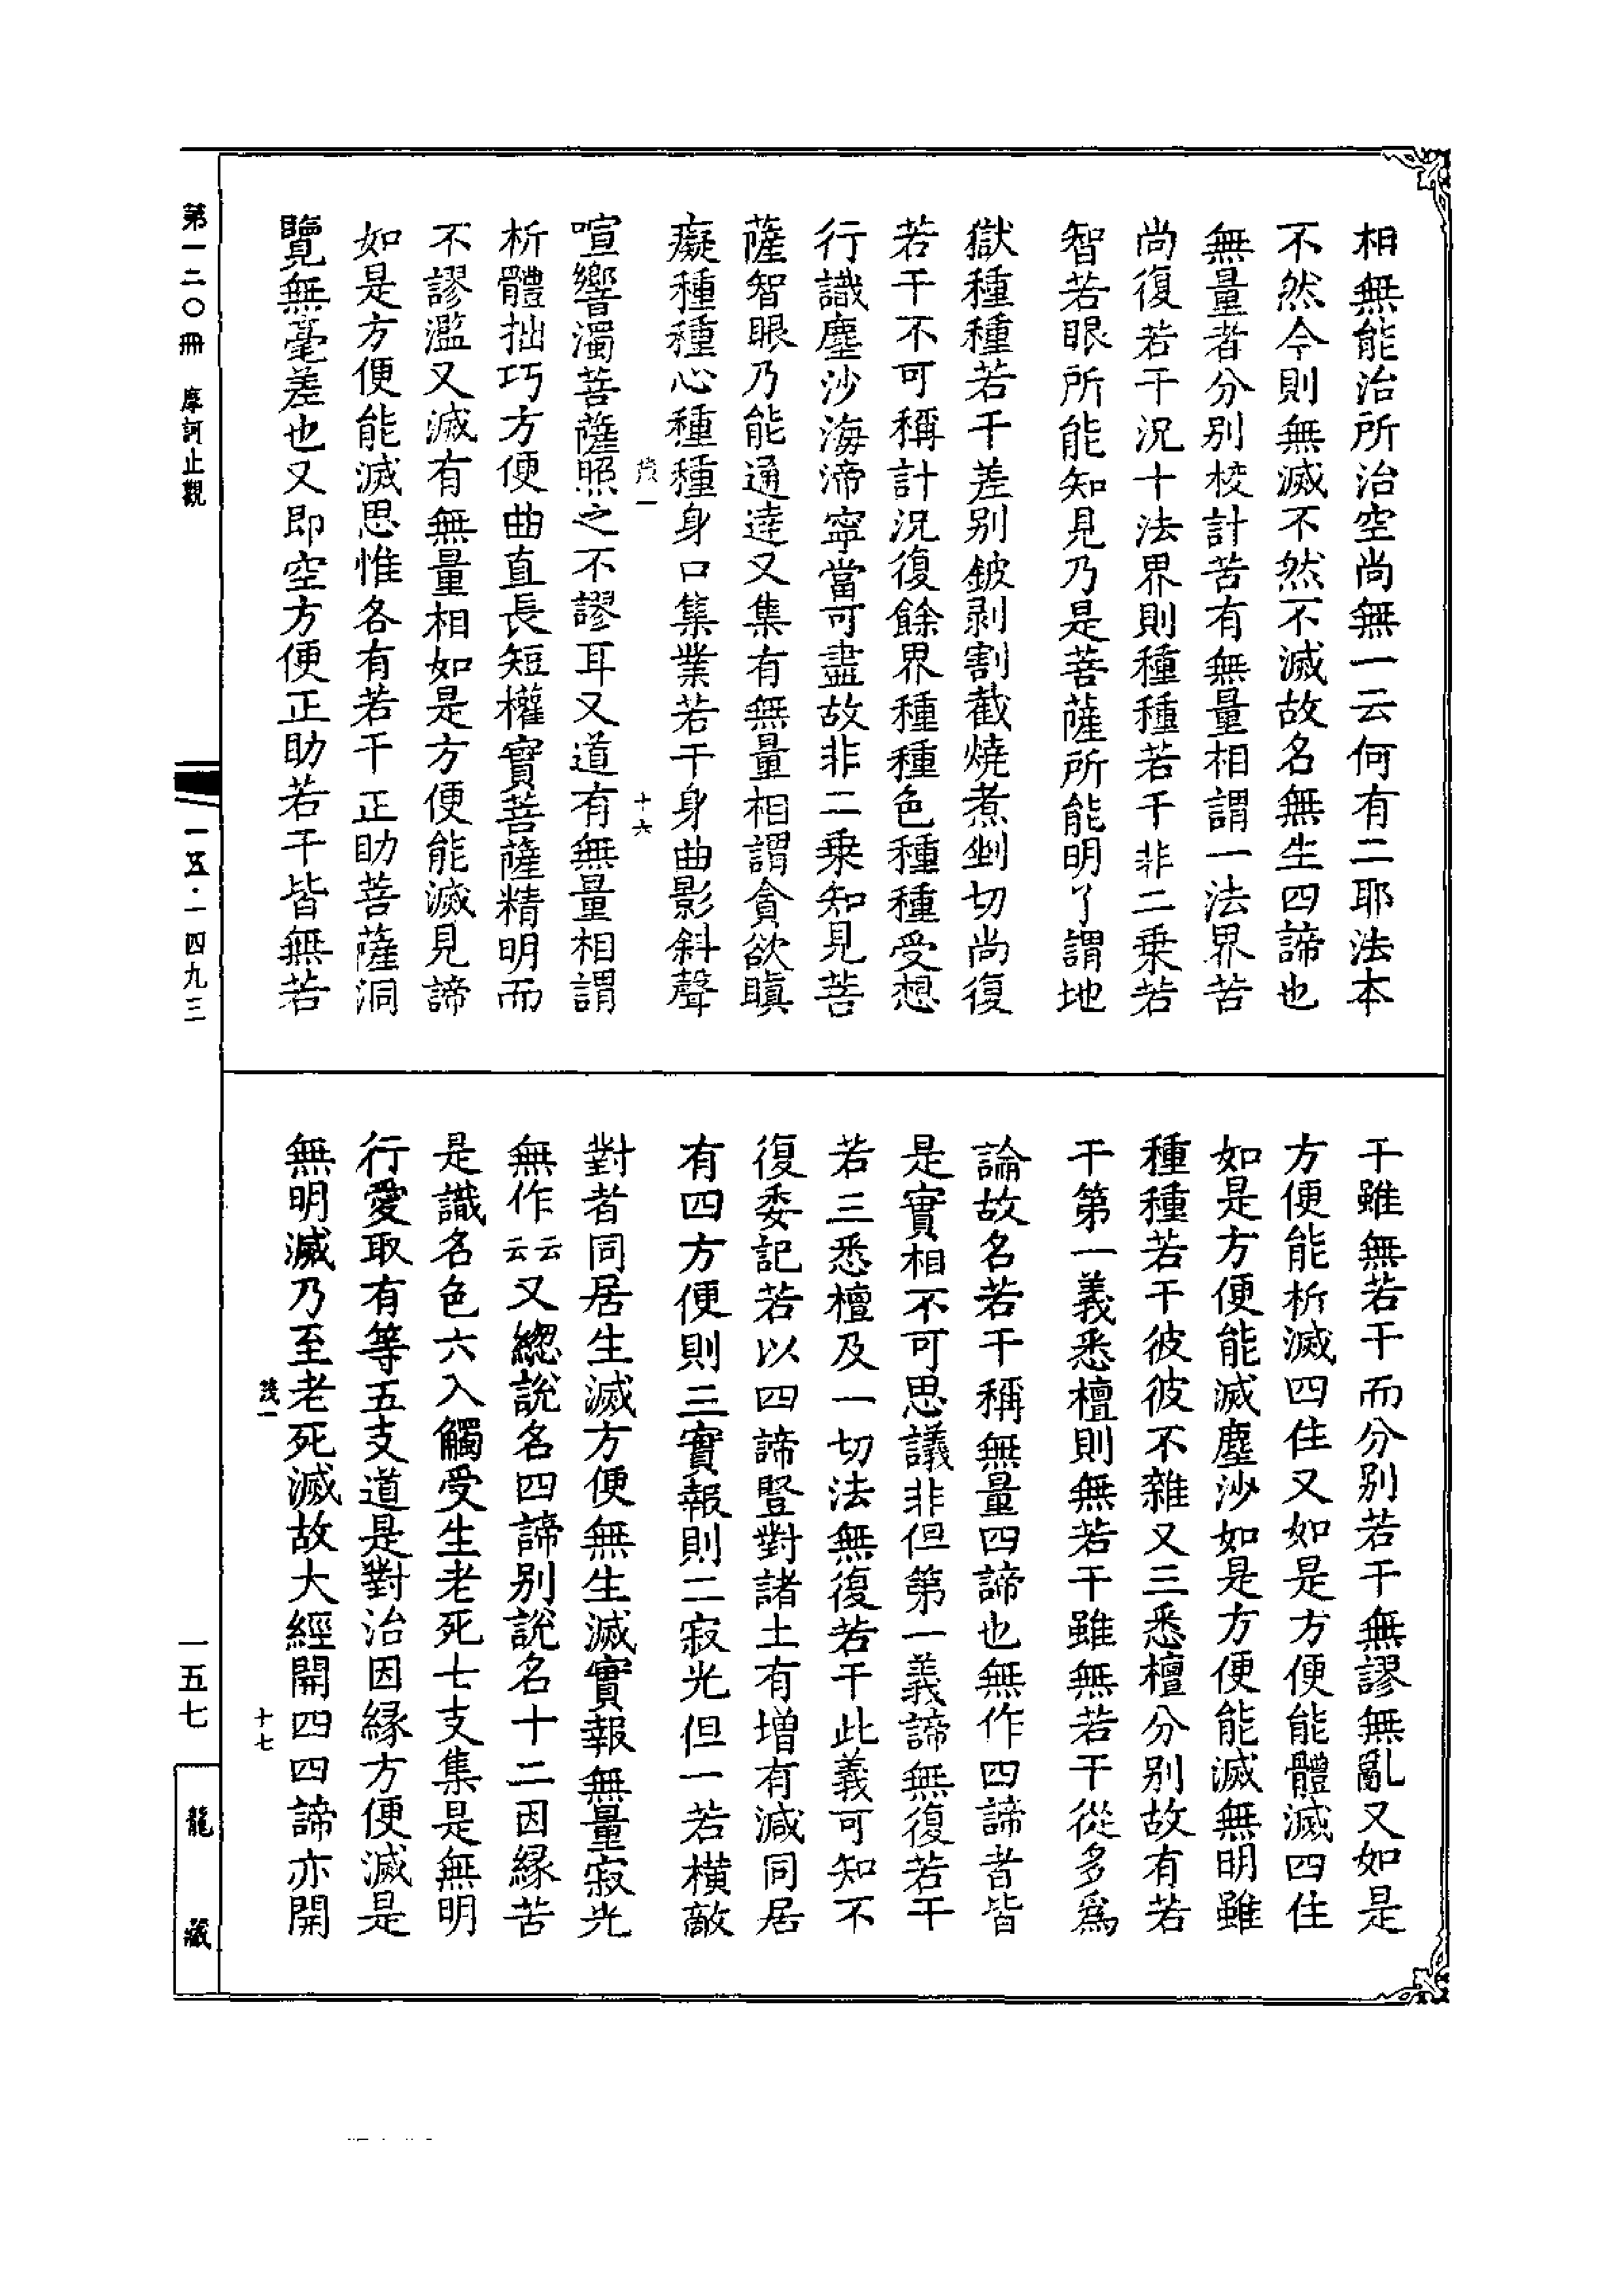 相無能治所治空尚無一云何有二耶法本
不然今則無滅不然不滅故名無生四諦也
無量者分別校計苦有無量相謂一法界苦
尚復若干況十法界則種種若干非二乗若
智若眼所能知見乃是菩薩所能明了謂地
獄種種若干差別鈹剥割截燒煮剉切尚復
若干不可稱計況復餘界種種色種種受想
行識塵沙海渧寧當可盡故非二乗知見菩
薩智眼乃能通達又集有無量相謂貪欲瞋
癡種種心種種身口集業若干身曲影斜聲
茂一
十六
喧響濁菩薩照之不謬耳又道有無量相謂
析體拙巧方便曲直長短權實菩薩精明而
不謬濫又滅有無量相如是方便能滅見諦
如是方便能滅思惟各有若干正助菩薩洞
覽無毫差也又即空方便正助若干皆無若
干雖無若干而分別若干無謬無亂又如是
方便能析滅四住又如是方便能體滅四住
如是方便能滅塵沙如是方便能滅無明雖
種種若干彼彼不雜又三悉檀分別故有若
干第一義悉檀則無若干雖無若干從多爲
論故名若干稱無量四諦也無作四諦者皆
是實相不可思議非但第一義諦無復若干
若三悉檀及一切法無復若干此義可知不
復委記若以四諦豎對諸土有增有減同居
有四方便則三實報則二寂光但一若横敵
對者同居生滅方便無生滅實報無量寂光
無作云云又緫說名四諦別說名十二因縁苦
是識名色六入觸受生老死七支集是無明
行愛取有等五支道是對治因縁方便滅是
無明滅乃至老死滅故大經開四四諦亦開
茂一
十七
第一二〇冊 摩訶止觀
一五·一四九三
一五七
龍藏